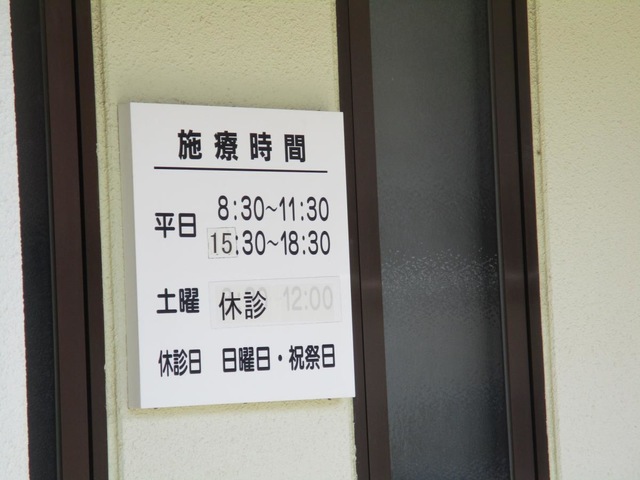 施療時間
平日 8:30~11:30
15:30~18:30
土曜 休診 12:00
休診日 日曜日・祝祭日